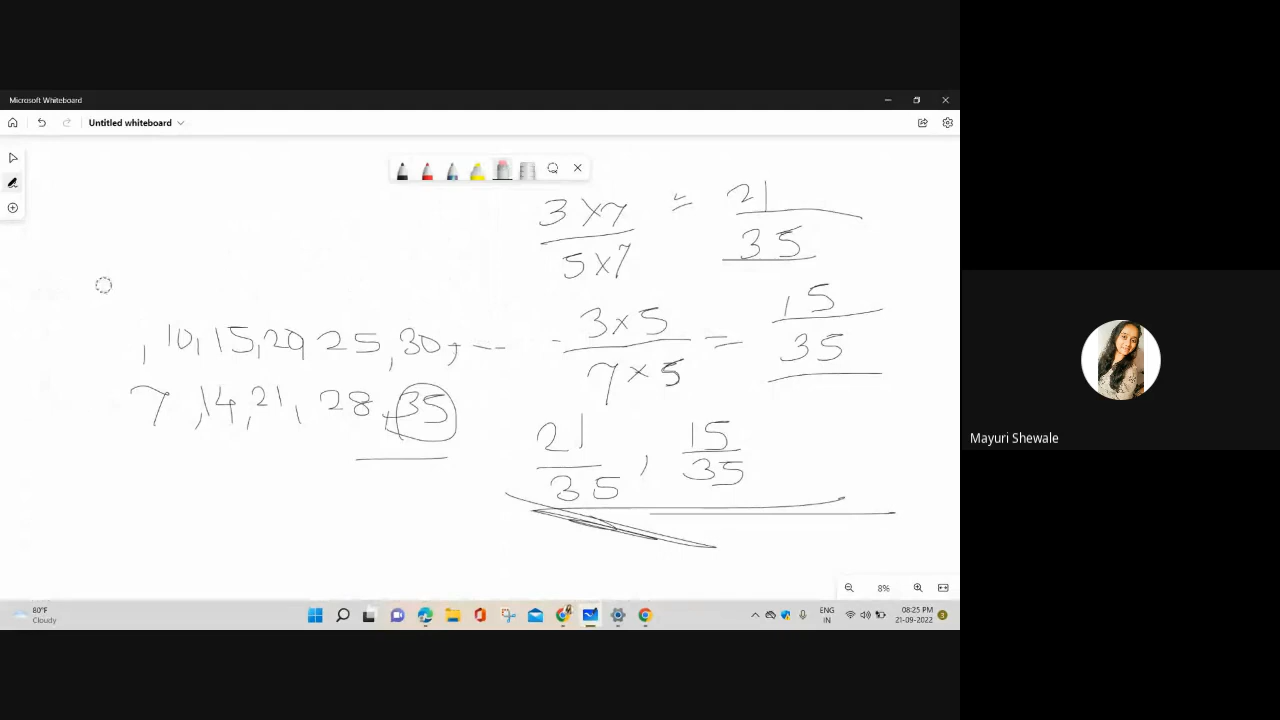 Microsoft Whiteboard
Untitled whiteboard
3 × 7 = 21
5 × 7 35
, 10, 15, 20, 25, 30, ---
3 × 5 = 15
7 × 5 35
7, 14, 21, 28, 35
21 , 15
35 35
Mayuri Shewale
8%
80°F
Cloudy
ENG
IN
08:25 PM
21-09-2022
3